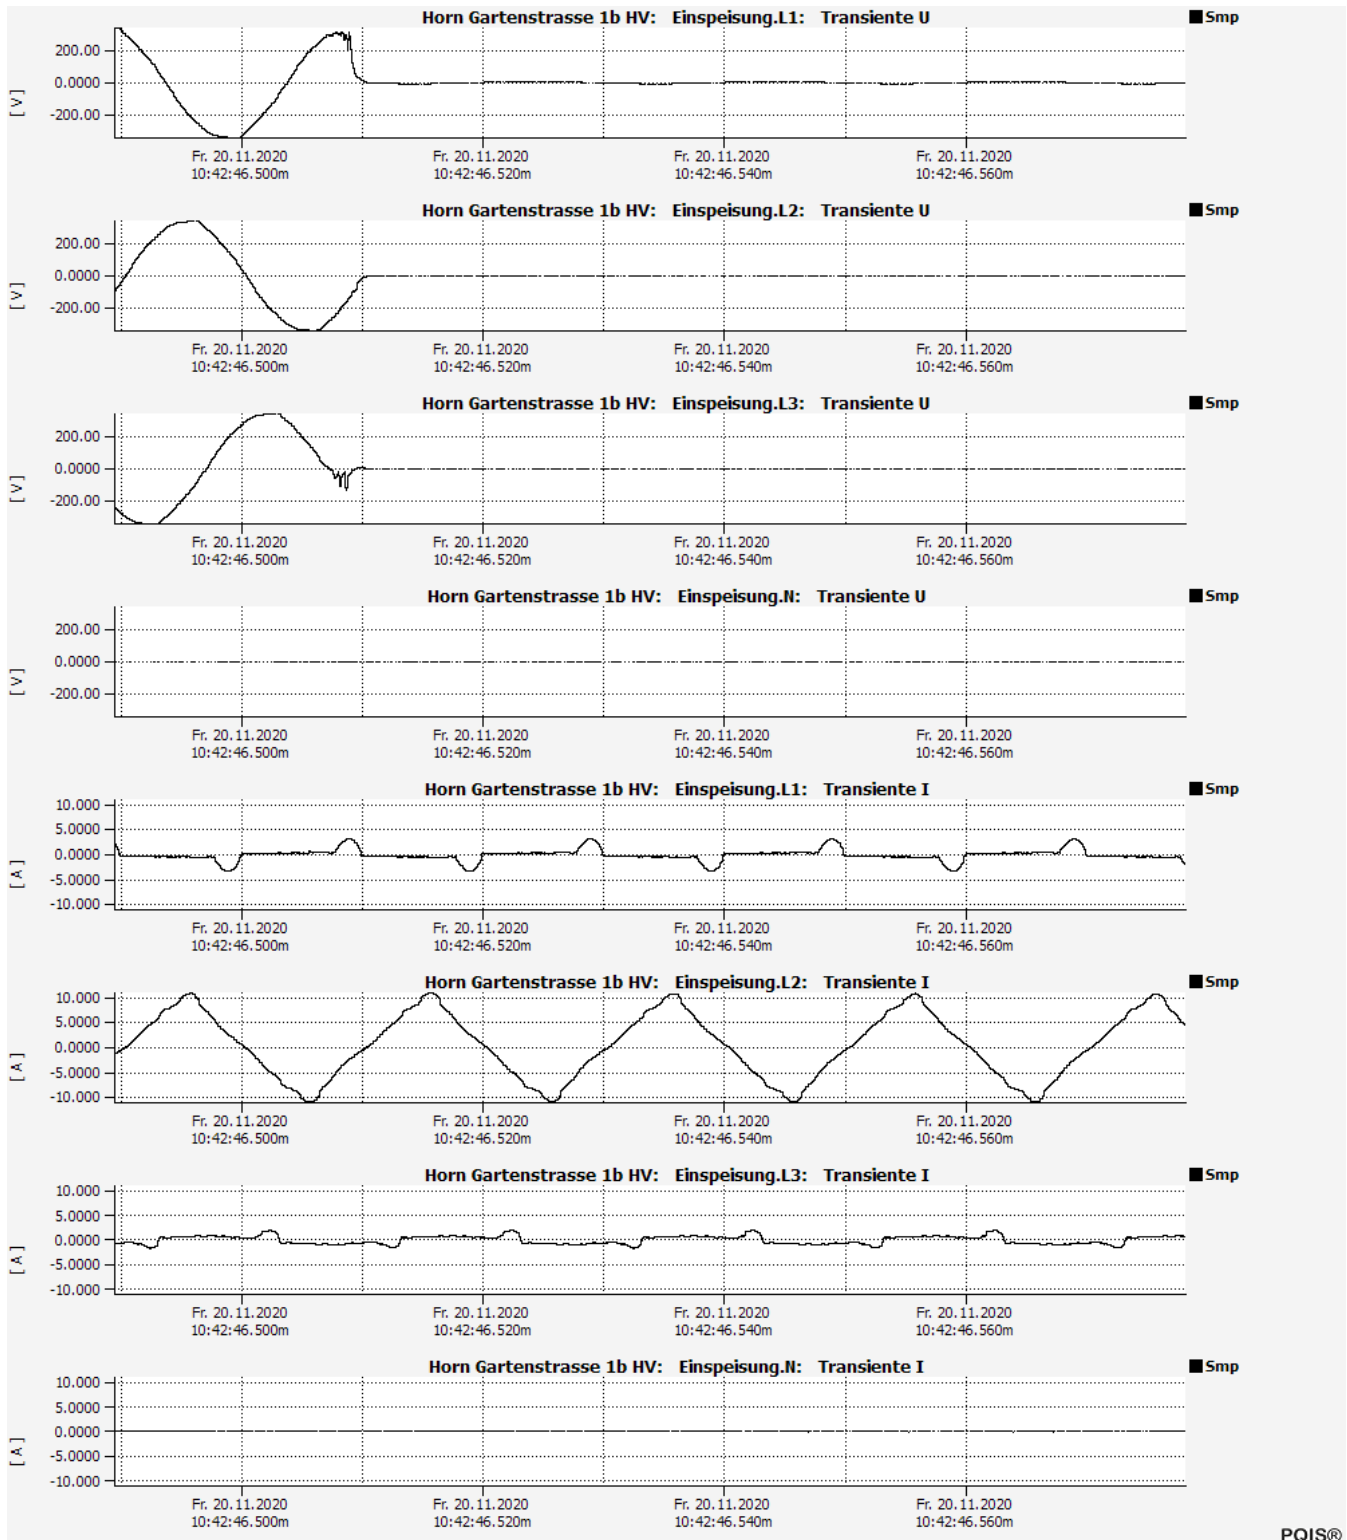 Horn Gartenstrasse 1b HV: Einspeisung.L1: Transiente U
Smp
200.00
0.0000
-200.00
[ V ]
Fr. 20.11.2020 Fr. 20.11.2020 Fr. 20.11.2020 Fr. 20.11.2020
10:42:46.500m 10:42:46.520m 10:42:46.540m 10:42:46.560m
Horn Gartenstrasse 1b HV: Einspeisung.L2: Transiente U
Smp
200.00
0.0000
-200.00
[ V ]
Fr. 20.11.2020 Fr. 20.11.2020 Fr. 20.11.2020 Fr. 20.11.2020
10:42:46.500m 10:42:46.520m 10:42:46.540m 10:42:46.560m
Horn Gartenstrasse 1b HV: Einspeisung.L3: Transiente U
Smp
200.00
0.0000
-200.00
[ V ]
Fr. 20.11.2020 Fr. 20.11.2020 Fr. 20.11.2020 Fr. 20.11.2020
10:42:46.500m 10:42:46.520m 10:42:46.540m 10:42:46.560m
Horn Gartenstrasse 1b HV: Einspeisung.N: Transiente U
Smp
200.00
0.0000
-200.00
[ V ]
Fr. 20.11.2020 Fr. 20.11.2020 Fr. 20.11.2020 Fr. 20.11.2020
10:42:46.500m 10:42:46.520m 10:42:46.540m 10:42:46.560m
Horn Gartenstrasse 1b HV: Einspeisung.L1: Transiente I
Smp
10.000
5.0000
0.0000
-5.0000
-10.000
[ A ]
Fr. 20.11.2020 Fr. 20.11.2020 Fr. 20.11.2020 Fr. 20.11.2020
10:42:46.500m 10:42:46.520m 10:42:46.540m 10:42:46.560m
Horn Gartenstrasse 1b HV: Einspeisung.L2: Transiente I
Smp
10.000
5.0000
0.0000
-5.0000
-10.000
[ A ]
Fr. 20.11.2020 Fr. 20.11.2020 Fr. 20.11.2020 Fr. 20.11.2020
10:42:46.500m 10:42:46.520m 10:42:46.540m 10:42:46.560m
Horn Gartenstrasse 1b HV: Einspeisung.L3: Transiente I
Smp
10.000
5.0000
0.0000
-5.0000
-10.000
[ A ]
Fr. 20.11.2020 Fr. 20.11.2020 Fr. 20.11.2020 Fr. 20.11.2020
10:42:46.500m 10:42:46.520m 10:42:46.540m 10:42:46.560m
Horn Gartenstrasse 1b HV: Einspeisung.N: Transiente I
Smp
10.000
5.0000
0.0000
-5.0000
-10.000
[ A ]
Fr. 20.11.2020 Fr. 20.11.2020 Fr. 20.11.2020 Fr. 20.11.2020
10:42:46.500m 10:42:46.520m 10:42:46.540m 10:42:46.560m
PQIS®